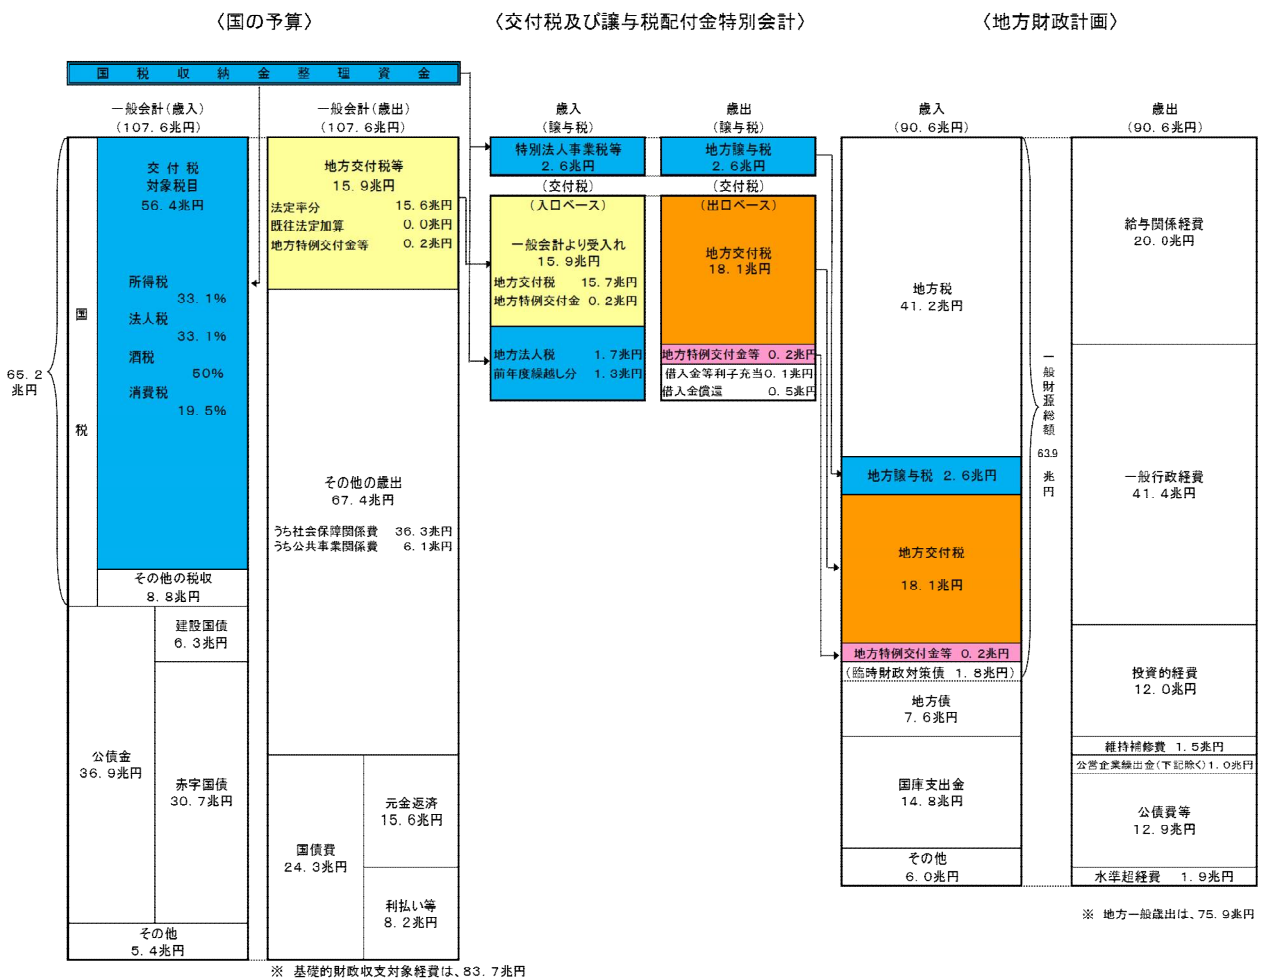 〈国の予算〉
〈交付税及び譲与税配付金特別会計〉
〈地方財政計画〉
国税収納金整理資金
一般会計(歳入)
(107.6兆円)
一般会計(歳出)
(107.6兆円)
歳入
(譲与税)
歳出
(譲与税)
歳入
(90.6兆円)
歳出
(90.6兆円)
65.2
兆円
国
税
交付税
対象税目
56.4兆円
所得税
33.1%
法人税
33.1%
酒税
50%
消費税
19.5%
その他の税収
8.8兆円
公債金
36.9兆円
建設国債
6.3兆円
赤字国債
30.7兆円
その他
5.4兆円
地方交付税等
15.9兆円
法定率分 15.6兆円
既往法定加算 0.0兆円
地方特例交付金等 0.2兆円
その他の歳出
67.4兆円
うち社会保障関係費 36.3兆円
うち公共事業関係費 6.1兆円
国債費
24.3兆円
元金返済
15.6兆円
利払い等
8.2兆円
※ 基礎的財政収支対象経費は、83.7兆円
特別法人事業税等
2.6兆円
(交付税)
(入口ベース)
一般会計より受入れ
15.9兆円
地方交付税 15.7兆円
地方特例交付金 0.2兆円
地方法人税 1.7兆円
前年度繰越し分 1.3兆円
地方譲与税
2.6兆円
(交付税)
(出口ベース)
地方交付税
18.1兆円
地方特例交付金等 0.2兆円
借入金等利子充当0.1兆円
借入金償還 0.5兆円
地方税
41.2兆円
地方譲与税 2.6兆円
地方交付税
18.1兆円
地方特例交付金等 0.2兆円
(臨時財政対策債 1.8兆円)
地方債
7.6兆円
国庫支出金
14.8兆円
その他
6.0兆円
一般財源総額 63.9 兆円
給与関係経費
20.0兆円
一般行政経費
41.4兆円
投資的経費
12.0兆円
維持補修費 1.5兆円
公営企業繰出金(下記除く)1.0兆円
公債費等
12.9兆円
水準超経費 1.9兆円
※ 地方一般歳出は、75.9兆円